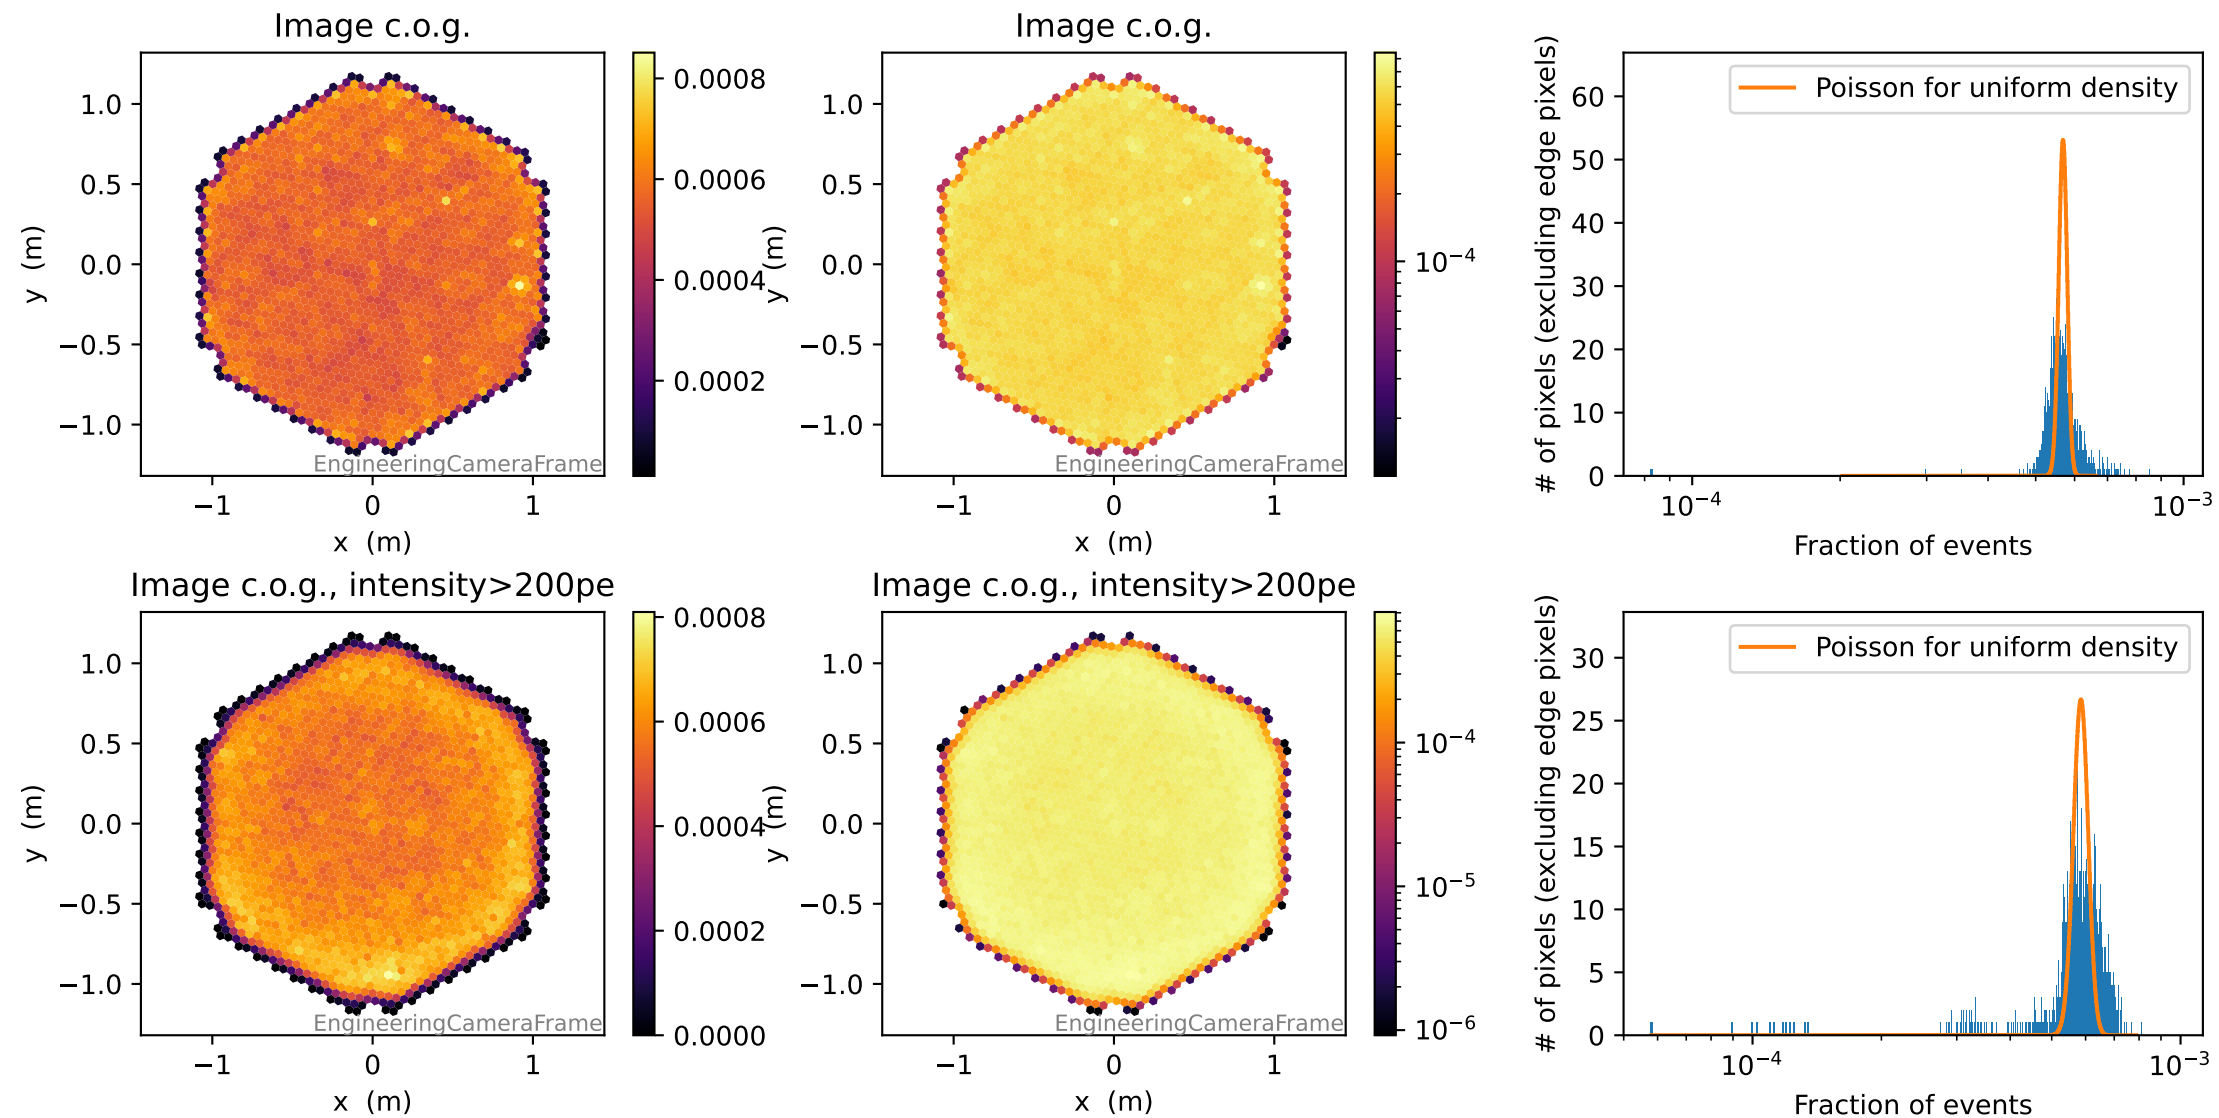 Image c.o.g.
1.0
0.5
0.0
−0.5
−1.0
y (m)
−1
0
1
x (m)
EngineeringCameraFrame
0.0008
0.0006
0.0004
0.0002
Image c.o.g.
1.0
0.5
0.0
−0.5
−1.0
y (m)
−1
0
1
x (m)
EngineeringCameraFrame
10⁻⁴
# of pixels (excluding edge pixels)
60
50
40
30
20
10
0
Poisson for uniform density
10⁻⁴
10⁻³
Fraction of events
Image c.o.g., intensity>200pe
1.0
0.5
0.0
−0.5
−1.0
y (m)
−1
0
1
x (m)
EngineeringCameraFrame
0.0008
0.0006
0.0004
0.0002
0.0000
Image c.o.g., intensity>200pe
1.0
0.5
0.0
−0.5
−1.0
y (m)
−1
0
1
x (m)
EngineeringCameraFrame
10⁻⁴
10⁻⁵
10⁻⁶
# of pixels (excluding edge pixels)
30
25
20
15
10
5
0
Poisson for uniform density
10⁻⁴
10⁻³
Fraction of events